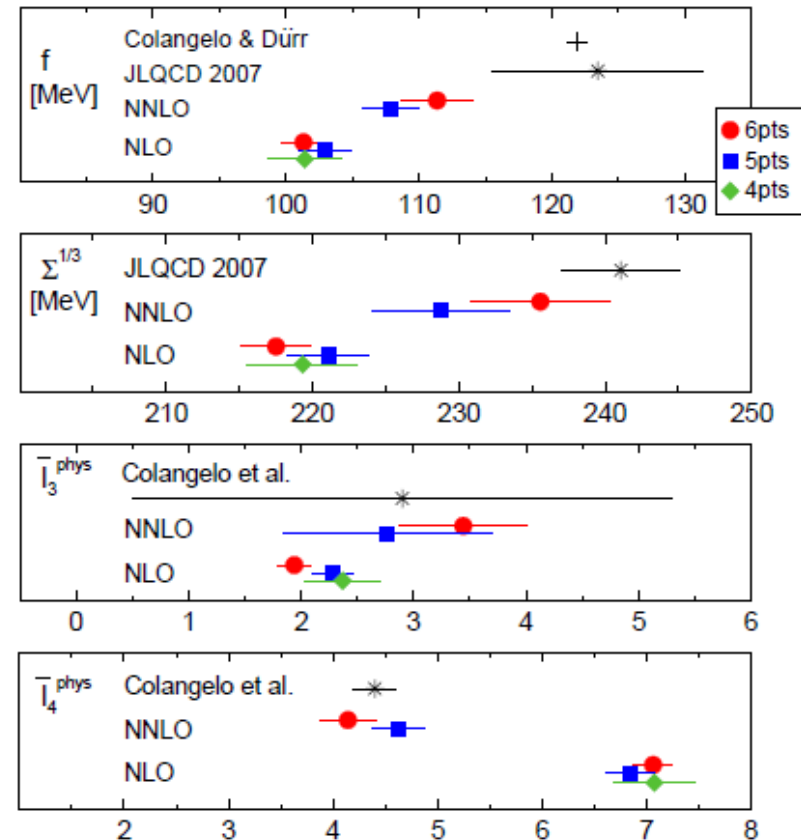 f
[MeV]
Colangelo & Dürr
JLQCD 2007
NNLO
NLO
6pts
5pts
4pts
90 100 110 120 130
Σ^1/3
[MeV]
JLQCD 2007
NNLO
NLO
210 220 230 240 250
l̅₃^phys
Colangelo et al.
NNLO
NLO
0 1 2 3 4 5 6
l̅₄^phys
Colangelo et al.
NNLO
NLO
2 3 4 5 6 7 8